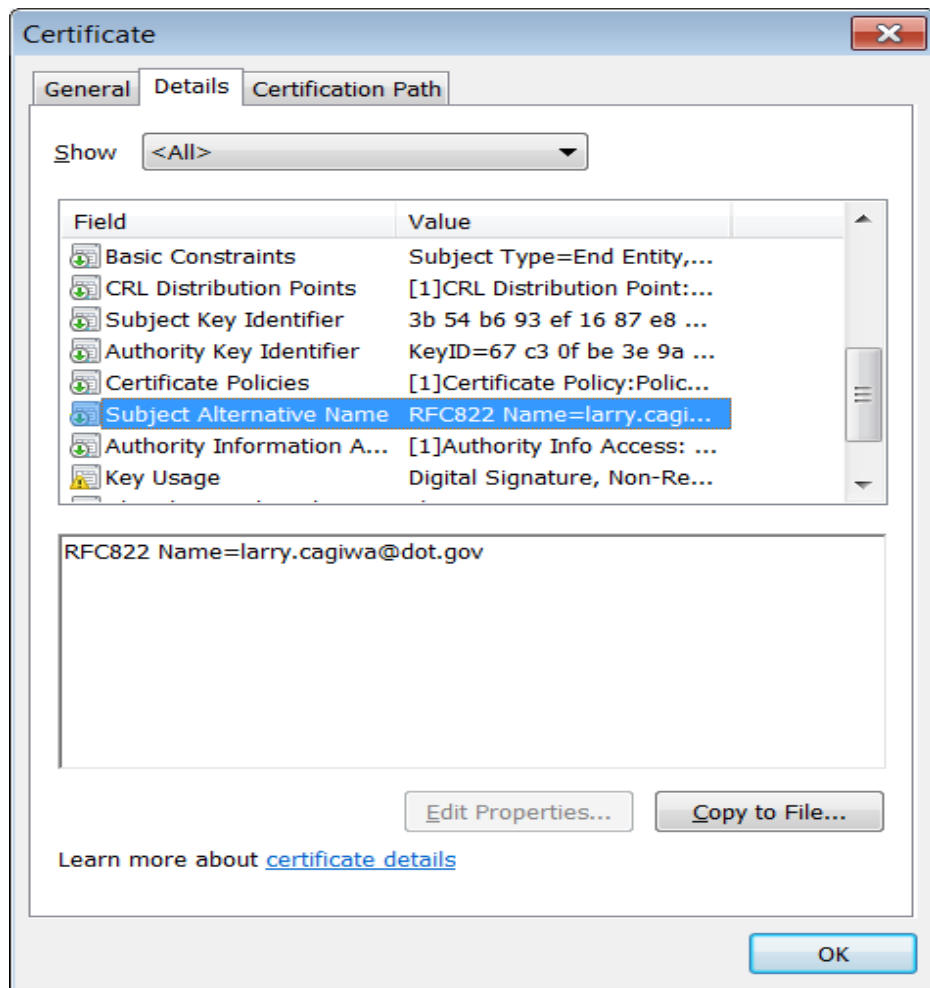 Certificate
General Details Certification Path
Show <All>
Field Value
Basic Constraints Subject Type=End Entity,...
CRL Distribution Points [1]CRL Distribution Point:...
Subject Key Identifier 3b 54 b6 93 ef 16 87 e8 ...
Authority Key Identifier KeyID=67 c3 0f be 3e 9a ...
Certificate Policies [1]Certificate Policy:Polic...
Subject Alternative Name RFC822 Name=larry.cagi...
Authority Information A... [1]Authority Info Access: ...
Key Usage Digital Signature, Non-Re...
RFC822 Name=larry.cagiwa@dot.gov
Edit Properties... Copy to File...
Learn more about certificate details
OK